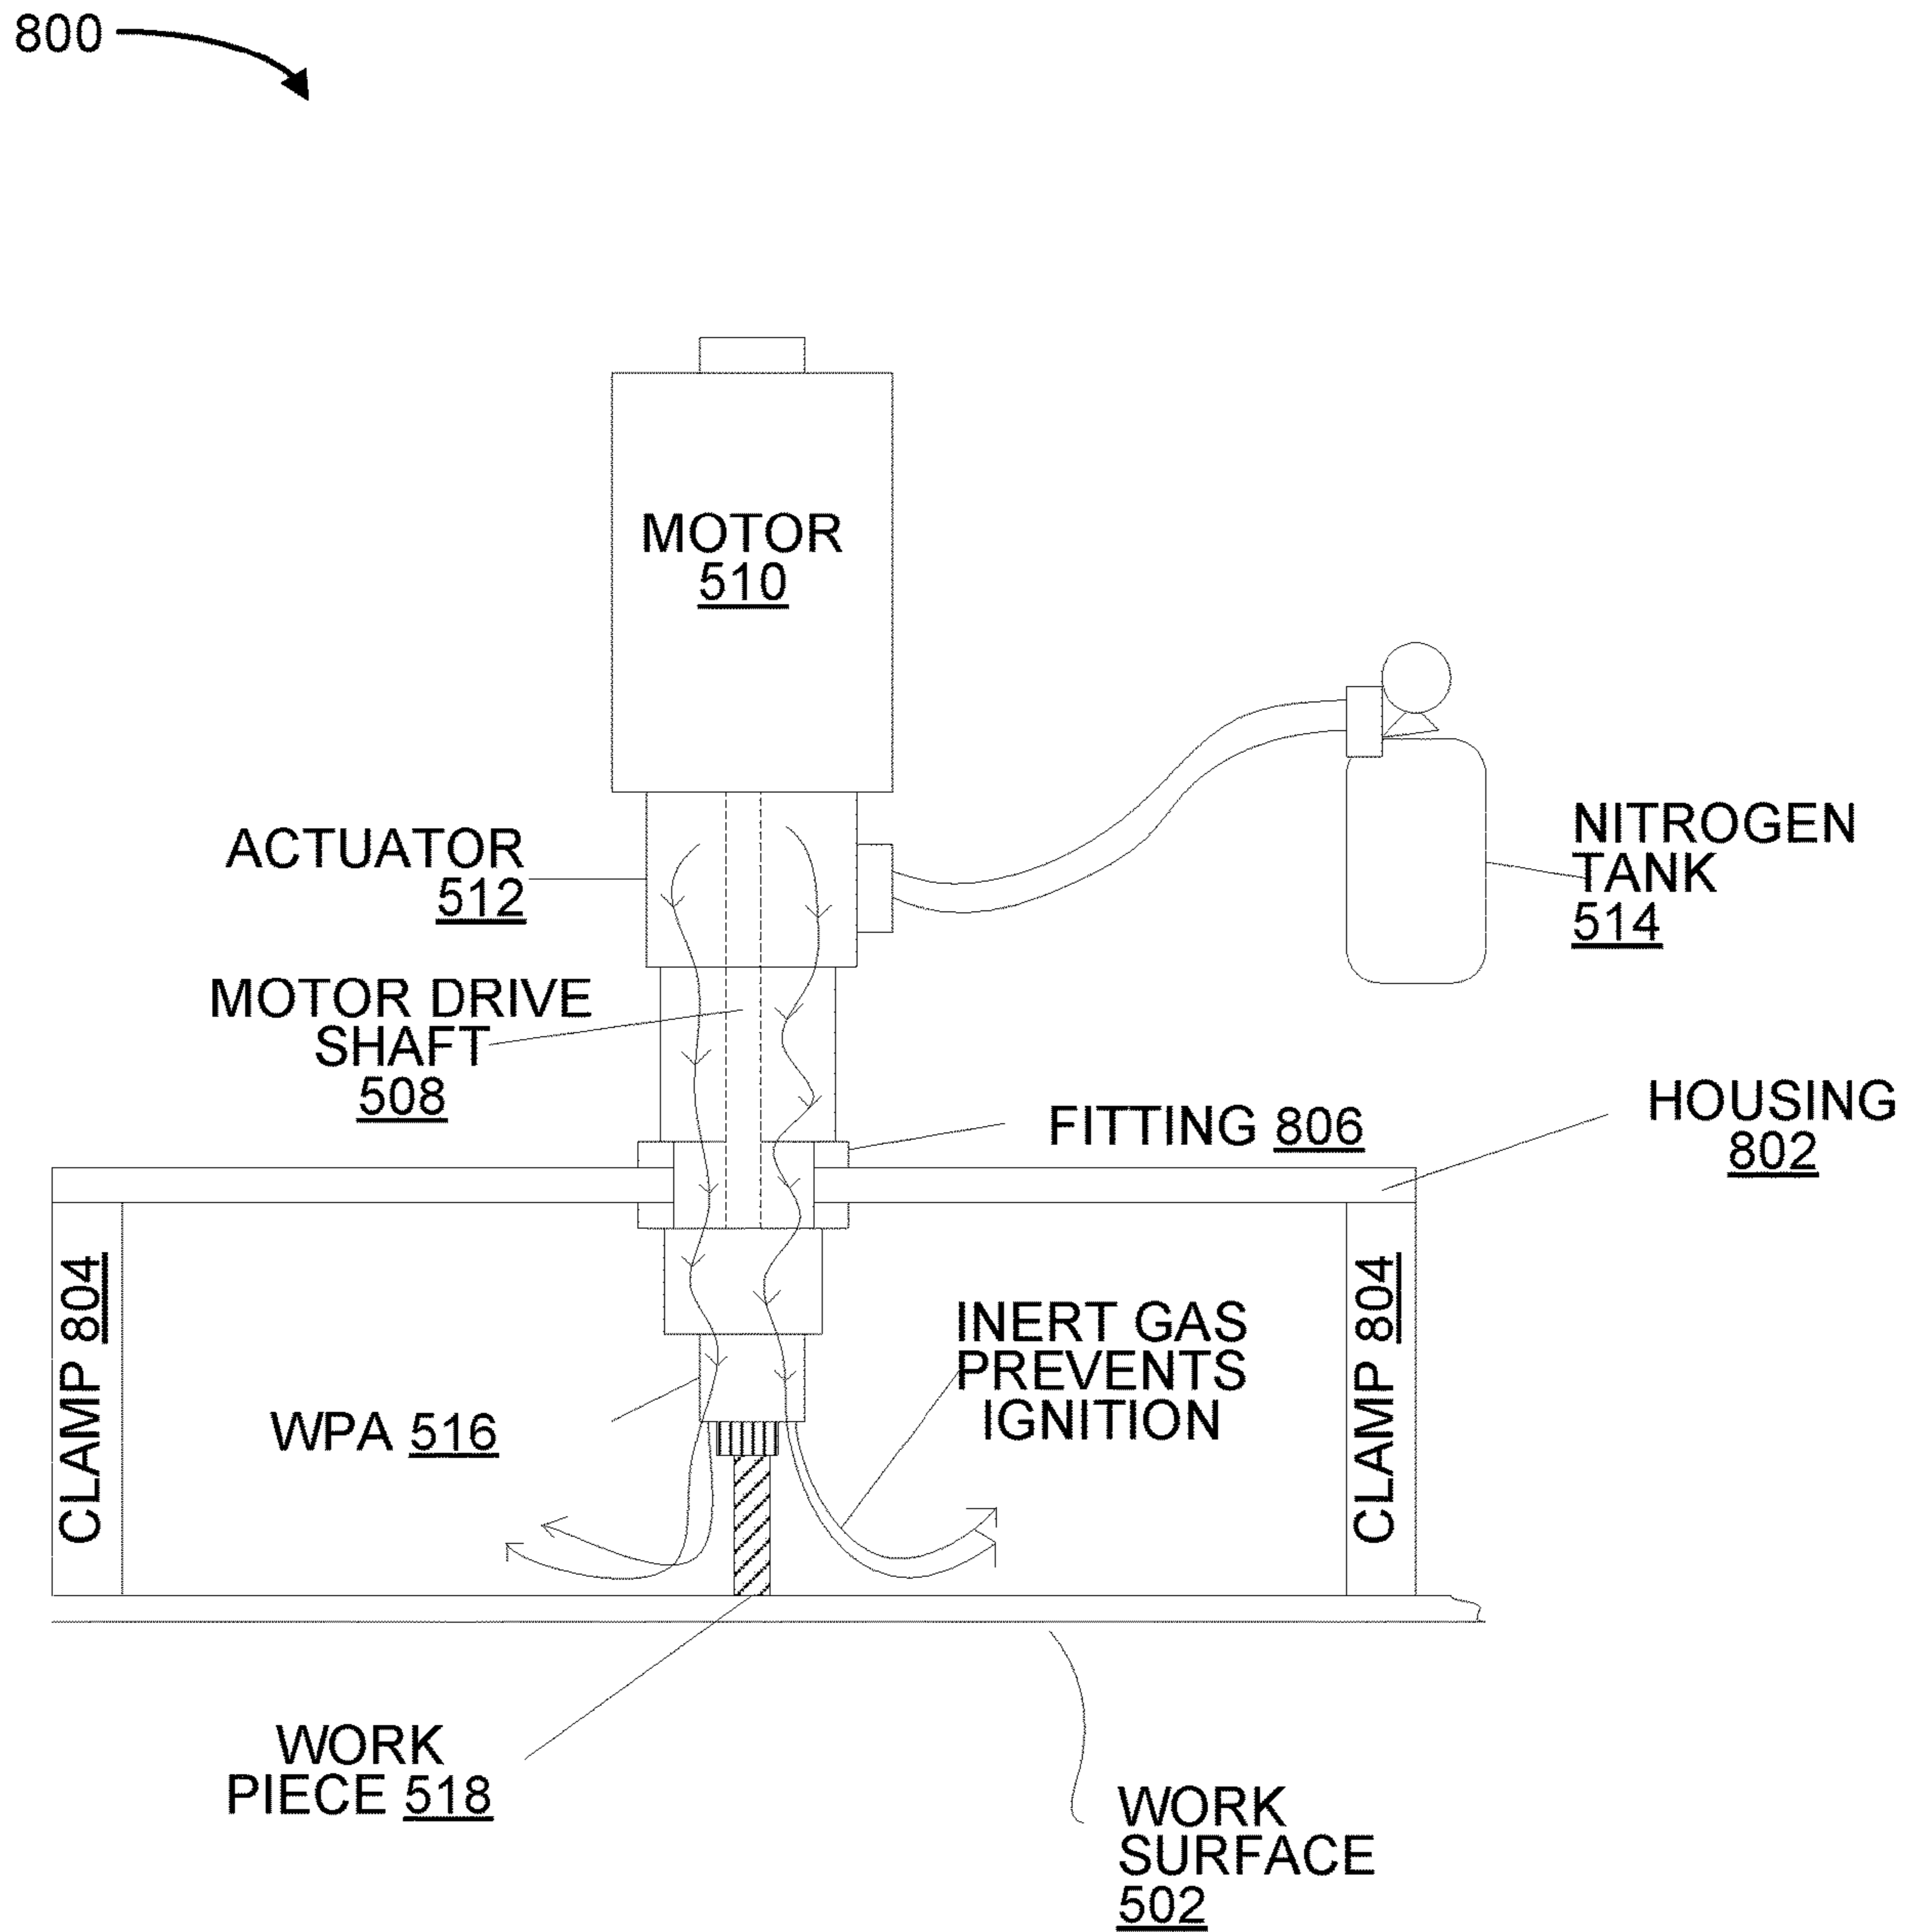 800
MOTOR
510
ACTUATOR
512
NITROGEN
TANK
514
MOTOR DRIVE
SHAFT
508
FITTING 806
HOUSING
802
CLAMP 804
INERT GAS
PREVENTS
IGNITION
CLAMP 804
WPA 516
WORK
PIECE 518
WORK
SURFACE
502